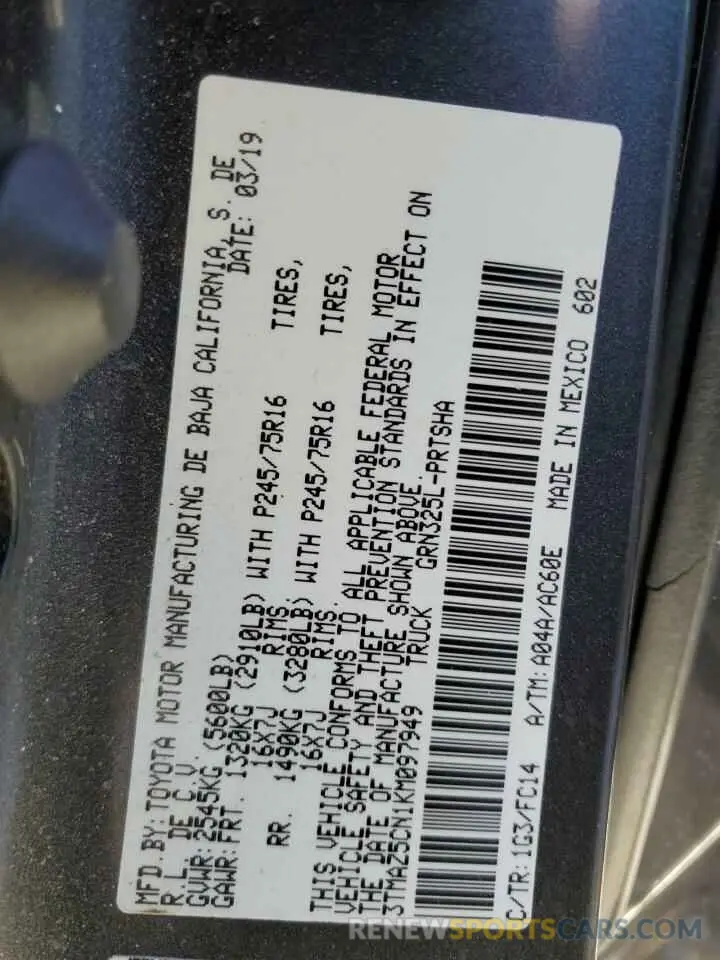 MFD.BY: TOYOTA MOTOR MANUFACTURING DE BAJA CALIFORNIA, S. DE
R.L. DE C.V. DATE: 03/19
GVWR: 2545KG (5600LB)
GAWR: FRT. 1320KG (2910LB) WITH P245/75R16 TIRES,
16X7J RIMS
RR. 1490KG (3280LB) WITH P245/75R16 TIRES,
16X7J RIMS.
THIS VEHICLE CONFORMS TO ALL APPLICABLE FEDERAL MOTOR
VEHICLE SAFETY AND THEFT PREVENTION STANDARDS IN EFFECT ON
THE DATE OF MANUFACTURE SHOWN ABOVE.
3TMAZ5CN1KM097949 TRUCK GRN325L-PRTSHA
C/TR: 1G3/FC14 A/TM: A04A/AC60E MADE IN MEXICO 602
RENEWSPORTSCARS.COM